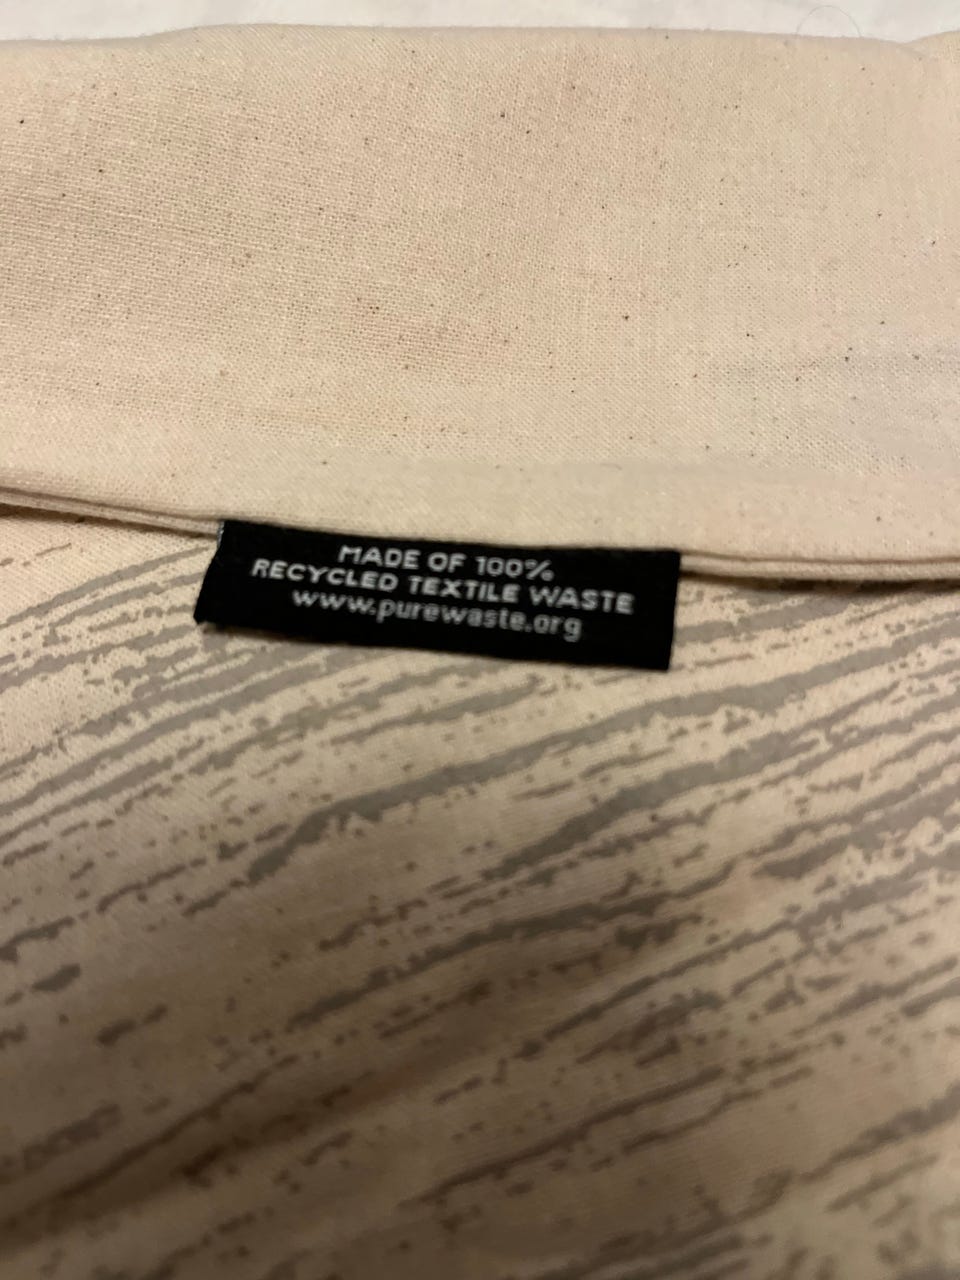 MADE OF 100%
RECYCLED TEXTILE WASTE
www.purewaste.org